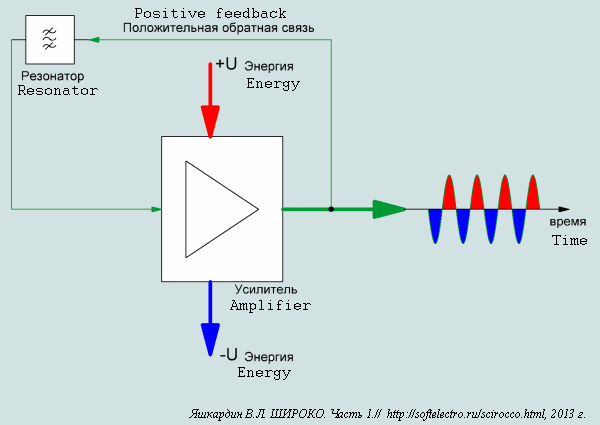 Positive feedback
Положительная обратная связь
Резонатор
Resonator
+U Энергия
Energy
время
Time
Усилитель
Amplifier
-U Энергия
Energy
Яшкардин В.Л. ШИРОКО. Часть 1.// http://softelectro.ru/scirocco.html, 2013 г.